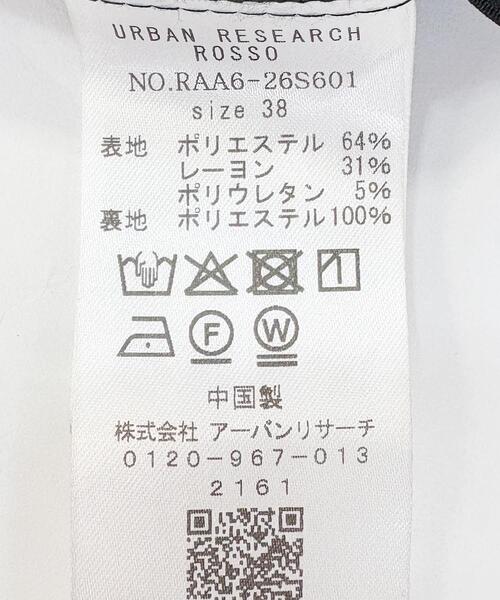 URBAN RESEARCH
ROSSO
NO.RAA6-26S601
size 38
表地 ポリエステル 64%
レーヨン 31%
ポリウレタン 5%
裏地 ポリエステル100%
F W
中国製
株式会社 アーバンリサーチ
0120-967-013
2161